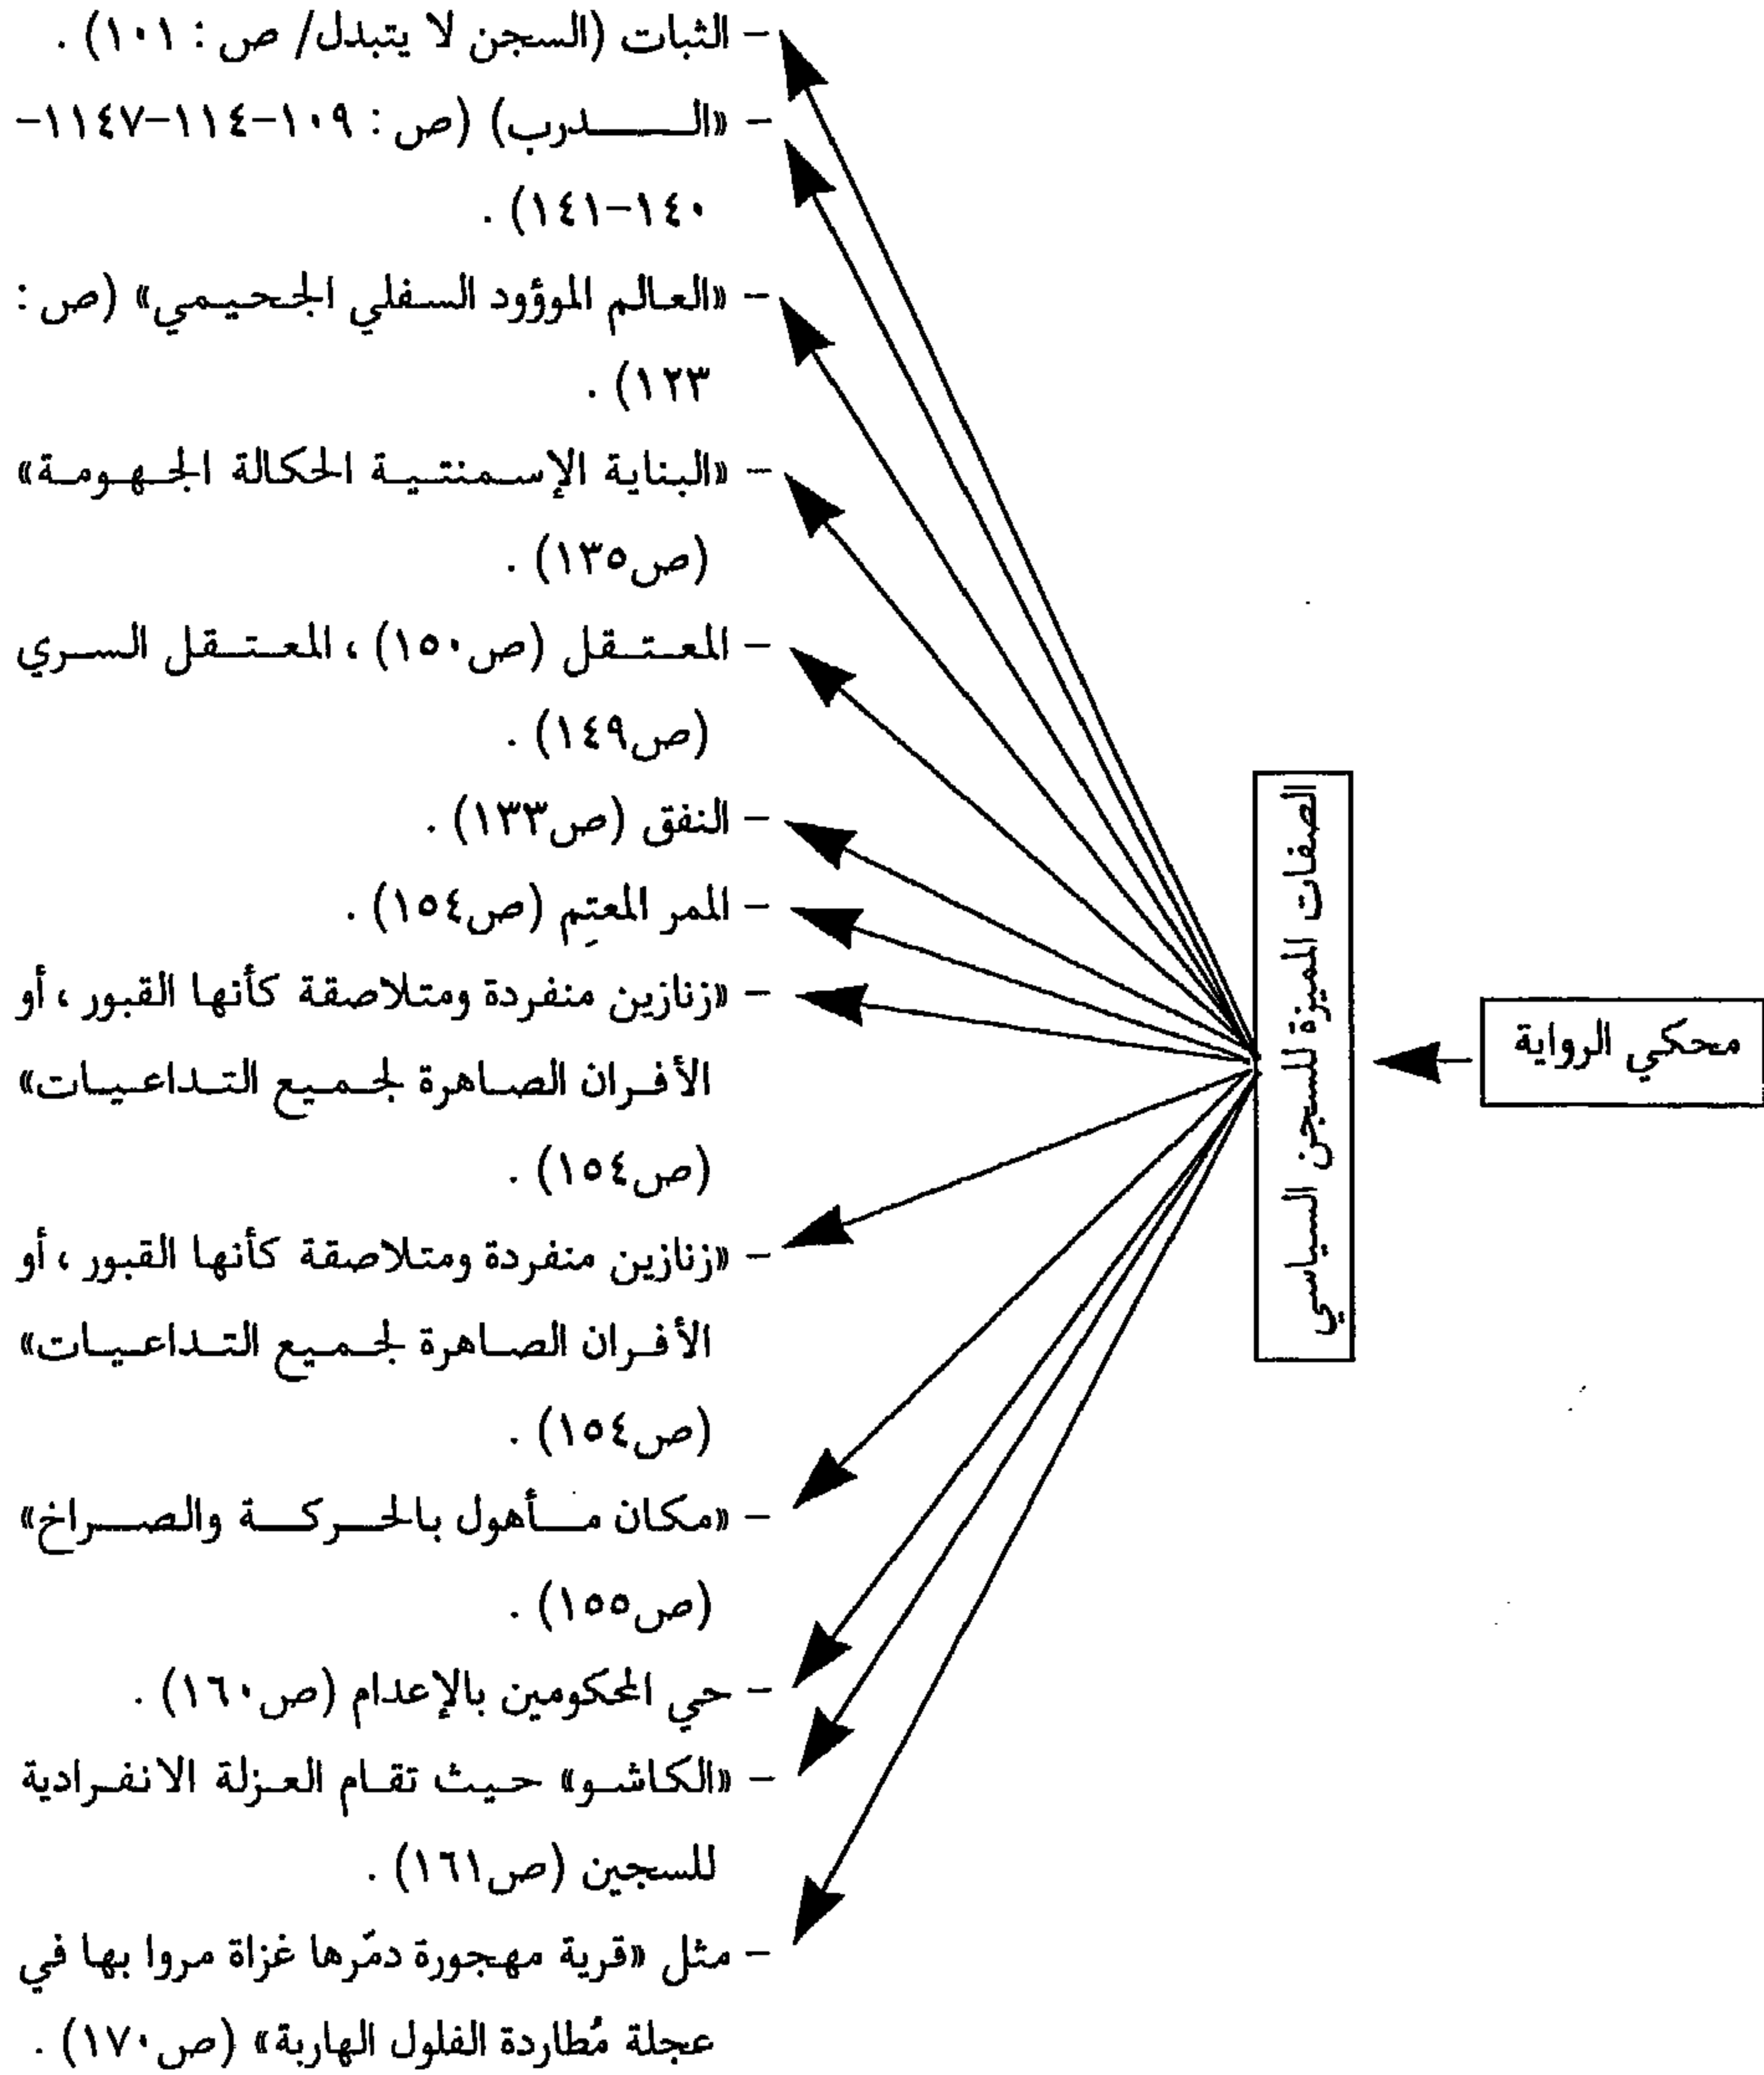 محكي الرواية
الصفات المميزة للسجن السياسي
– الثبات (السجن لا يتبدل/ ص : ١٠١) .
– «الــــــدرب) (ص : ١٠٩-١١٤-١١٤٧-
١٤٠-١٤١) .
– «العالم الموؤود السفلي الجحيمي» (ص :
١٢٣) .
– «البناية الإسمنتية الحكالة الجهومة»
(ص١٣٥) .
– المعتقل (ص١٥٠) ، المعتقل السري
(ص١٤٩) .
– النفق (ص١٣٣) .
– الممر المعتِم (ص١٥٤) .
– «زنازين منفردة ومتلاصقة كأنها القبور ، أو
الأفران الصاهرة لجميع التداعيات»
(ص١٥٤) .
– «زنازين منفردة ومتلاصقة كأنها القبور ، أو
الأفران الصاهرة لجميع التداعيات»
(ص١٥٤) .
– «مكان مأهول بالحركة والصراخ»
(ص١٥٥) .
– حي المحكومين بالإعدام (ص١٦٠) .
– «الكاشو» حيث تقام العزلة الانفرادية
للسجين (ص١٦١) .
– مثل «قرية مهجورة دمّرها غزاة مروا بها في
عجلة مُطاردة الفلول الهاربة» (ص١٧٠) .